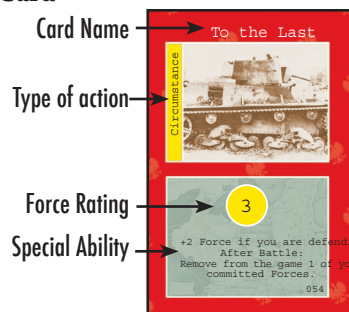 Card Name
To the Last
Type of action
Circumstance
Force Rating
3
Special Ability
+2 Force if you are defendi
After Battle:
Remove from the game 1 of yo
committed Forces.
054